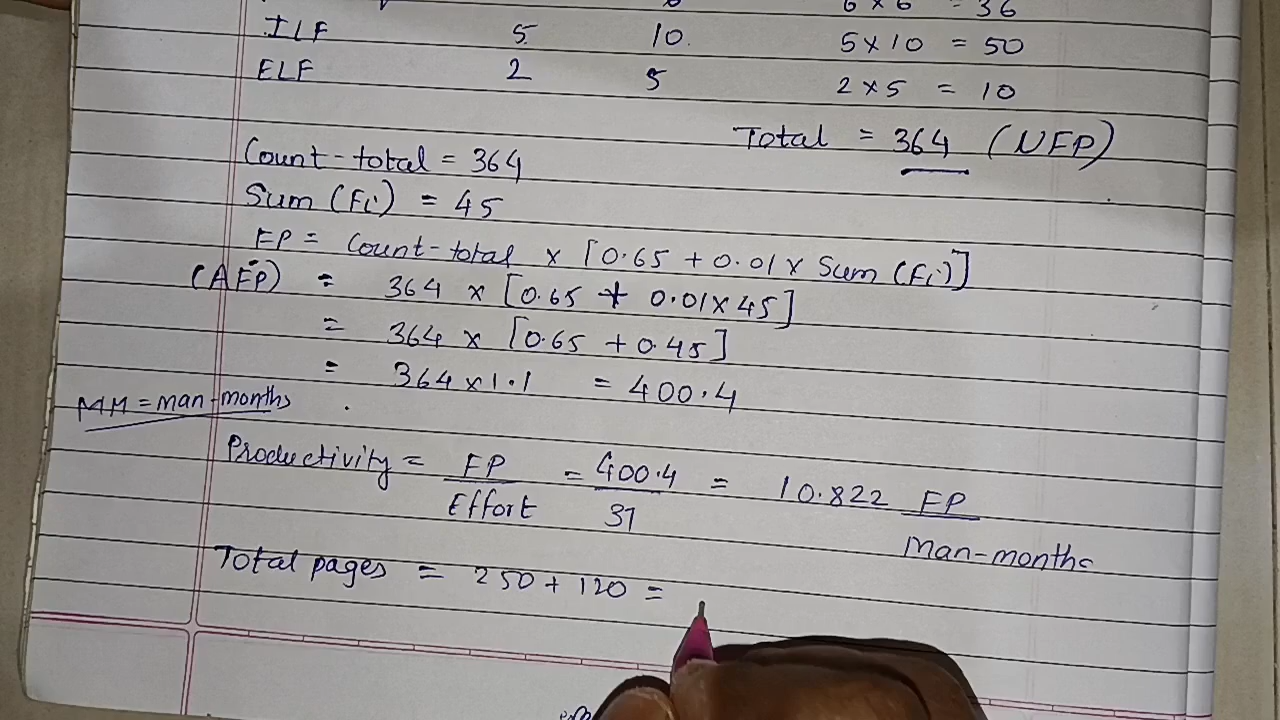 6 × 6 = 36
ILF 5 10 5 × 10 = 50
ELF 2 5 2 × 5 = 10
Total = 364 (UFP)
Count-total = 364
Sum (Fi) = 45
FP = Count-total × [0.65 + 0.01 × Sum (Fi)]
(AFP) = 364 × [0.65 + 0.01 × 45]
= 364 × [0.65 + 0.45]
= 364 × 1.1 = 400.4
MM = man-months
Productivity = FP / Effort = 400.4 / 37 = 10.822 FP / Man-months
Total pages = 250 + 120 =